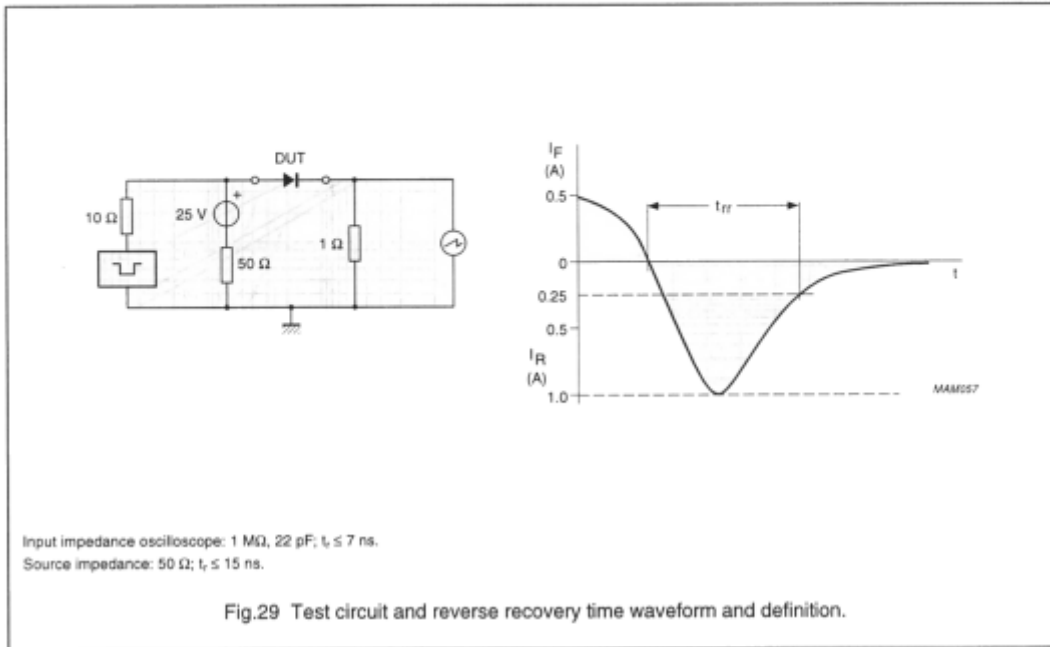 DUT
+
10 Ω
25 V
50 Ω
1 Ω
I_F
(A)
0.5
t_rr
0
t
0.25
0.5
I_R
(A)
1.0
MAM057
Input impedance oscilloscope: 1 MΩ, 22 pF; t_r ≤ 7 ns.
Source impedance: 50 Ω; t_r ≤ 15 ns.
Fig.29 Test circuit and reverse recovery time waveform and definition.